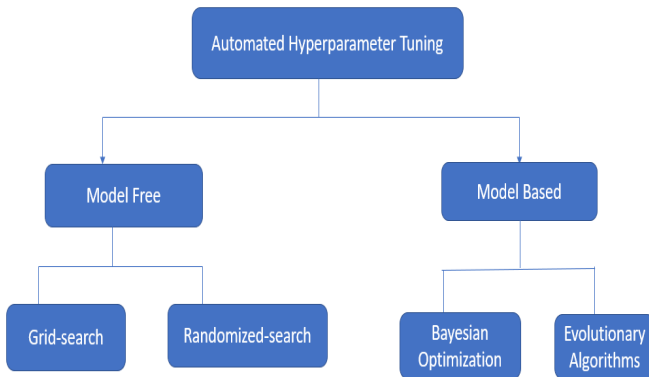 Automated Hyperparameter Tuning
Model Free
Model Based
Grid-search
Randomized-search
Bayesian
Optimization
Evolutionary
Algorithms